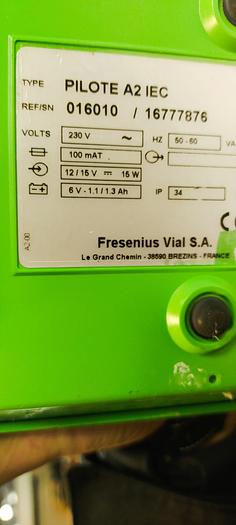 TYPE PILOTE A2 IEC
REF/SN 016010 / 16777876
VOLTS 230 V ~ HZ 50 - 60 VA
100 mAT
12 / 15 V ⎓ 15 W
6 V - 1.1 / 1.3 Ah IP 34
Fresenius Vial S.A.
Le Grand Chemin - 38590 BREZINS - FRANCE
A2 00